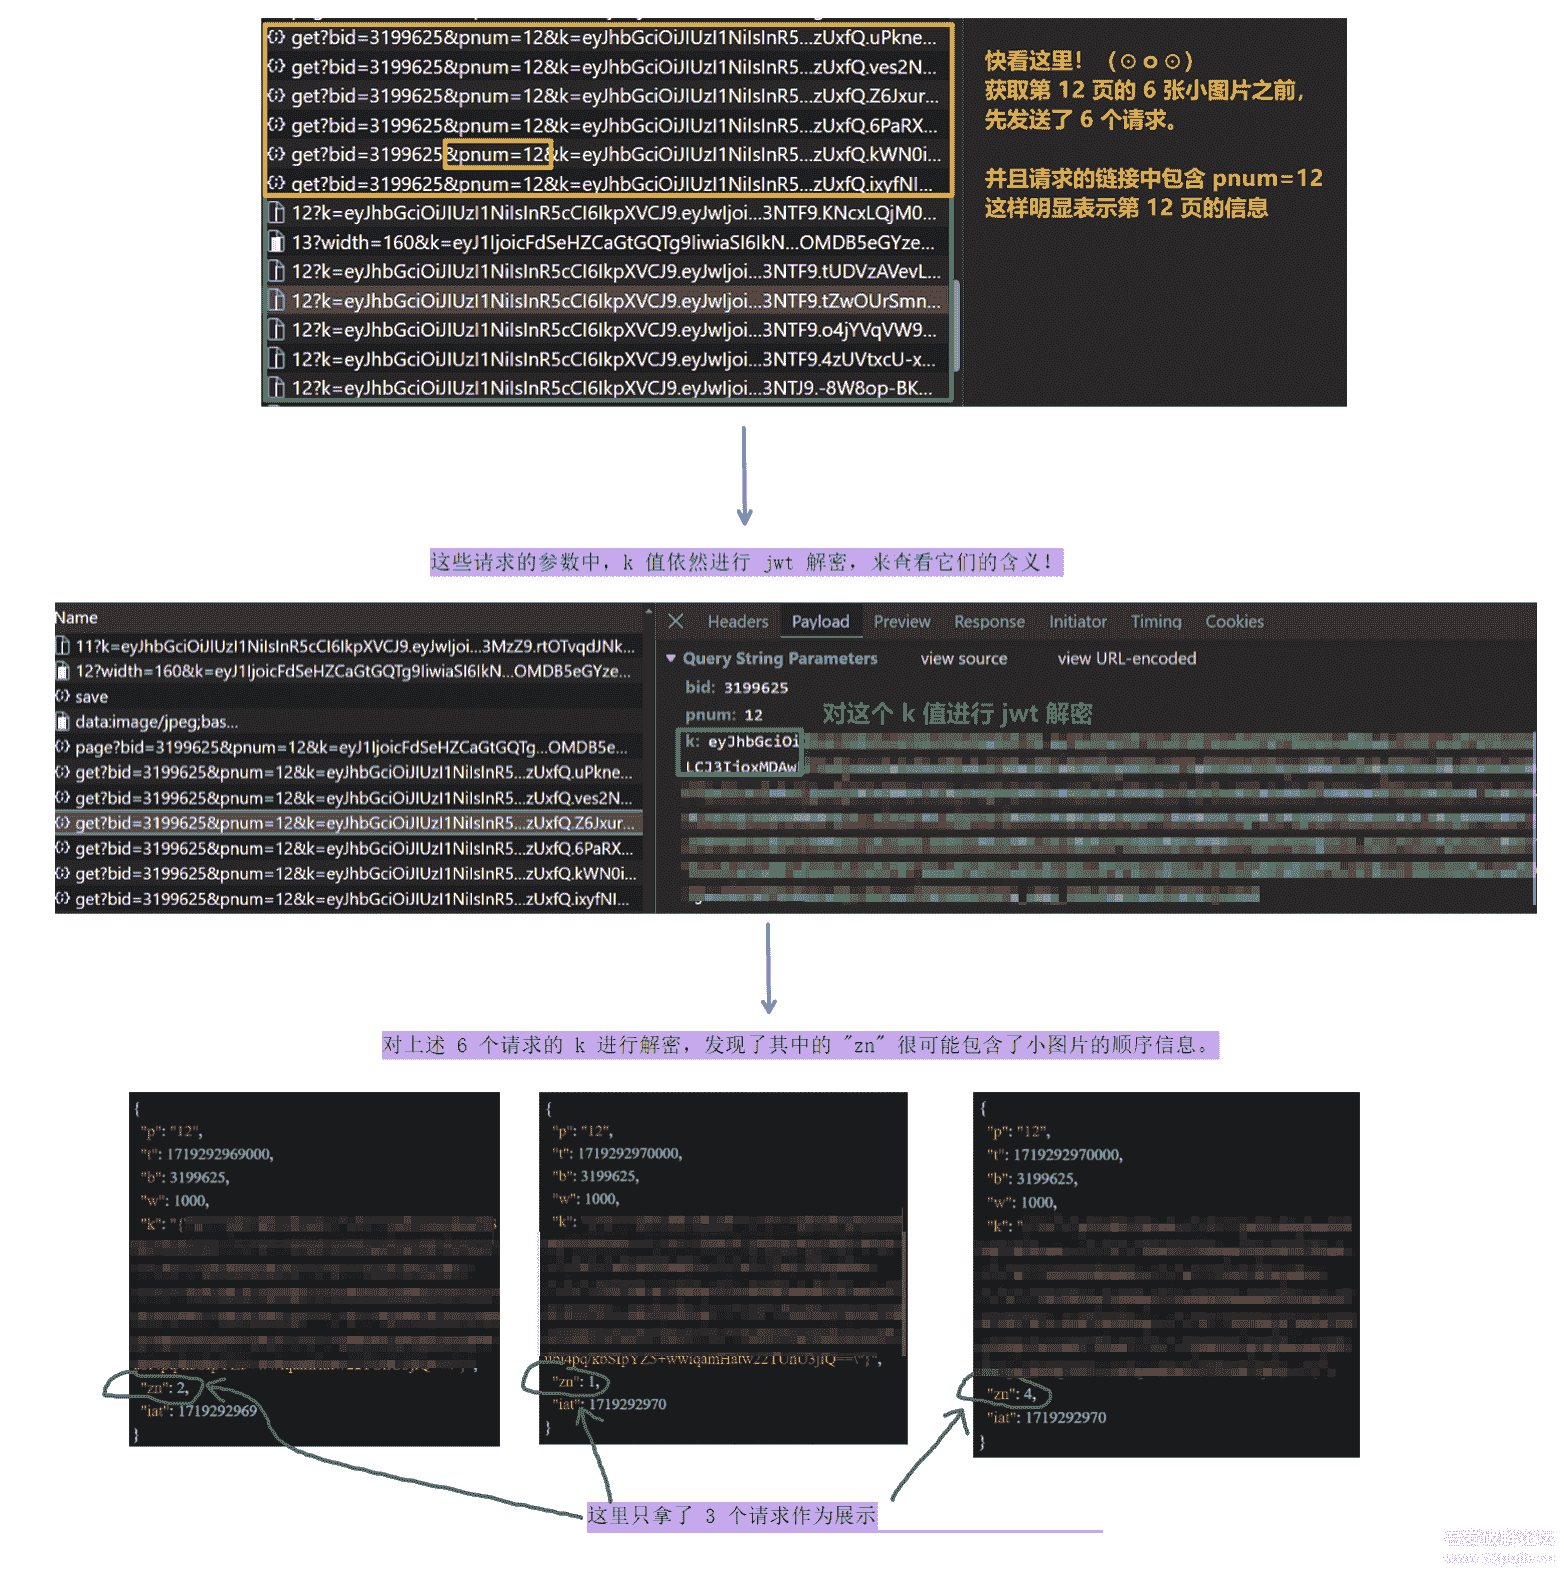 get?bid=3199625&pnum=12&k=eyJhbGciOiJIUzI1NiIsInR5...zUxfQ.uPkne...
get?bid=3199625&pnum=12&k=eyJhbGciOiJIUzI1NiIsInR5...zUxfQ.ves2N...
get?bid=3199625&pnum=12&k=eyJhbGciOiJIUzI1NiIsInR5...zUxfQ.Z6Jxur...
get?bid=3199625&pnum=12&k=eyJhbGciOiJIUzI1NiIsInR5...zUxfQ.6PaRX...
get?bid=3199625&pnum=12&k=eyJhbGciOiJIUzI1NiIsInR5...zUxfQ.kWN0i...
get?bid=3199625&pnum=12&k=eyJhbGciOiJIUzI1NiIsInR5...zUxfQ.ixyfNI...
12?k=eyJhbGciOiJIUzI1NiIsInR5cCI6IkpXVCJ9.eyJwIjoi...3NTF9.KNcxLQjM0...
13?width=160&k=eyJ1IjoicFdSeHZCaGtGQTg9IiwiaSI6IkN...OMDB5eGYze...
12?k=eyJhbGciOiJIUzI1NiIsInR5cCI6IkpXVCJ9.eyJwIjoi...3NTF9.tUDVzAVevL...
12?k=eyJhbGciOiJIUzI1NiIsInR5cCI6IkpXVCJ9.eyJwIjoi...3NTF9.tZwOUrSmn...
12?k=eyJhbGciOiJIUzI1NiIsInR5cCI6IkpXVCJ9.eyJwIjoi...3NTF9.o4jYVqVW9...
12?k=eyJhbGciOiJIUzI1NiIsInR5cCI6IkpXVCJ9.eyJwIjoi...3NTF9.4zUVtxcU-x...
12?k=eyJhbGciOiJIUzI1NiIsInR5cCI6IkpXVCJ9.eyJwIjoi...3NTJ9.-8W8op-BK...
快看这里！（⊙ o ⊙）
获取第 12 页的 6 张小图片之前，
先发送了 6 个请求。
并且请求的链接中包含 pnum=12
这样明显表示第 12 页的信息
这些请求的参数中，k 值依然进行 jwt 解密，来查看它们的含义！
Name
11?k=eyJhbGciOiJIUzI1NiIsInR5cCI6IkpXVCJ9.eyJwIjoi...3MzZ9.rtOTvqdJNk...
12?width=160&k=eyJ1IjoicFdSeHZCaGtGQTg9IiwiaSI6IkN...OMDB5eGYze...
save
data:image/jpeg;bas...
page?bid=3199625&pnum=12&k=eyJ1IjoicFdSeHZCaGtGQTg...OMDB5e...
get?bid=3199625&pnum=12&k=eyJhbGciOiJIUzI1NiIsInR5...zUxfQ.uPkne...
get?bid=3199625&pnum=12&k=eyJhbGciOiJIUzI1NiIsInR5...zUxfQ.ves2N...
get?bid=3199625&pnum=12&k=eyJhbGciOiJIUzI1NiIsInR5...zUxfQ.Z6Jxur...
get?bid=3199625&pnum=12&k=eyJhbGciOiJIUzI1NiIsInR5...zUxfQ.6PaRX...
get?bid=3199625&pnum=12&k=eyJhbGciOiJIUzI1NiIsInR5...zUxfQ.kWN0i...
get?bid=3199625&pnum=12&k=eyJhbGciOiJIUzI1NiIsInR5...zUxfQ.ixyfNI...
Headers Payload Preview Response Initiator Timing Cookies
Query String Parameters view source view URL-encoded
bid: 3199625
pnum: 12
对这个 k 值进行 jwt 解密
k: eyJhbGciOi
LCJ3IjoxMDAw
对上述 6 个请求的 k 进行解密，发现了其中的 "zn" 很可能包含了小图片的顺序信息。
{
"p": "12",
"t": 1719292969000,
"b": 3199625,
"w": 1000,
"k": "{
"zn": 2,
"iat": 1719292969
}
{
"p": "12",
"t": 1719292970000,
"b": 3199625,
"w": 1000,
"k":
"zn": 1,
"iat": 1719292970
}
{
"p": "12",
"t": 1719292970000,
"b": 3199625,
"w": 1000,
"k": "
"zn": 4,
"iat": 1719292970
}
这里只拿了 3 个请求作为展示